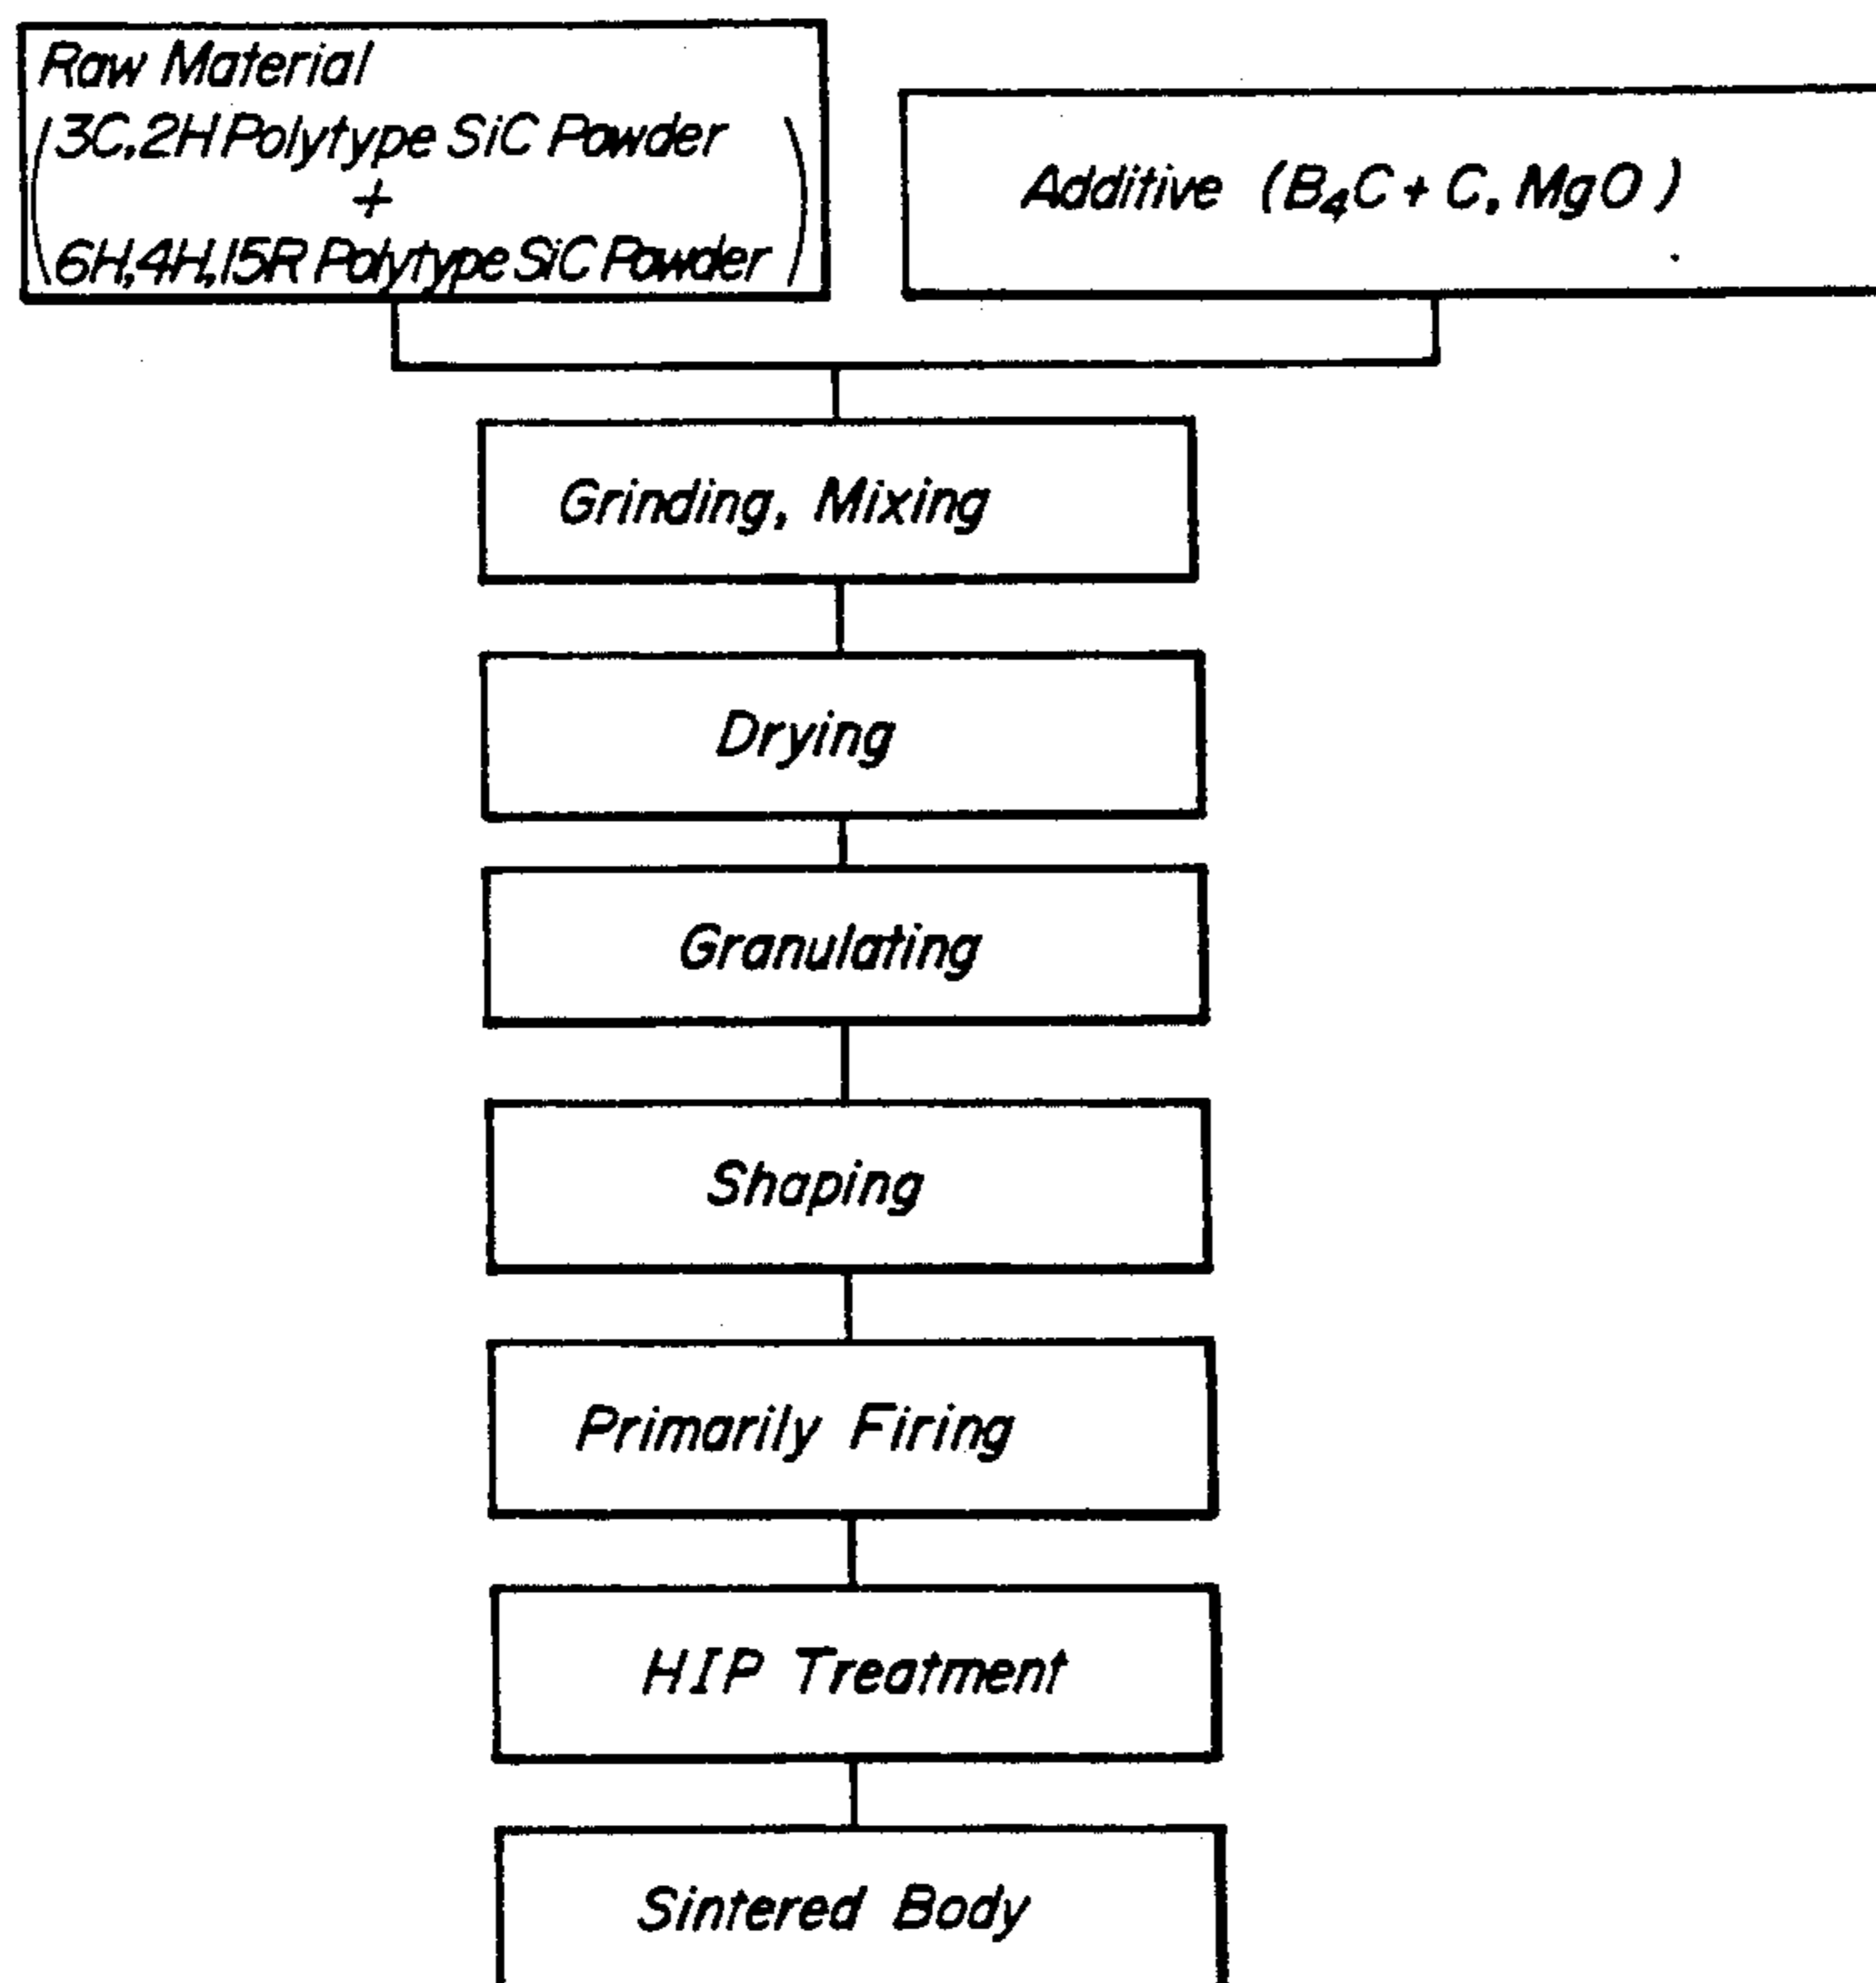 Raw Material
(3C,2H Polytype SiC Powder
+
6H,4H,15R Polytype SiC Powder)
Additive (B₄C + C, MgO)
Grinding, Mixing
Drying
Granulating
Shaping
Primarily Firing
HIP Treatment
Sintered Body